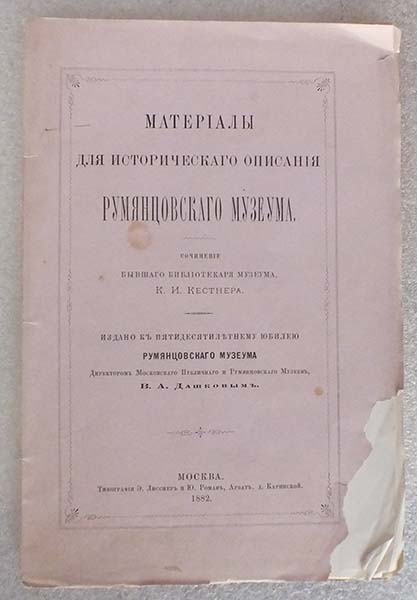 МАТЕРІАЛЫ
ДЛЯ ИСТОРИЧЕСКАГО ОПИСАНІЯ
РУМЯНЦОВСКАГО МУЗЕУМА.
СОЧИНЕНІЕ
БЫВШАГО БИБЛІОТЕКАРЯ МУЗЕУМА,
К. И. КЕСТНЕРА.
ИЗДАНО КЪ ПЯТИДЕСЯТИЛѢТНЕМУ ЮБИЛЕЮ
РУМЯНЦОВСКАГО МУЗЕУМА
Директоромъ Московскаго Публичнаго и Румянцовскаго Музеевъ,
В. А. Дашковымъ.
МОСКВА.
Типографія Э. Лисснеръ и Ю. Романъ, Арбатъ, д. Каринской.
1882.